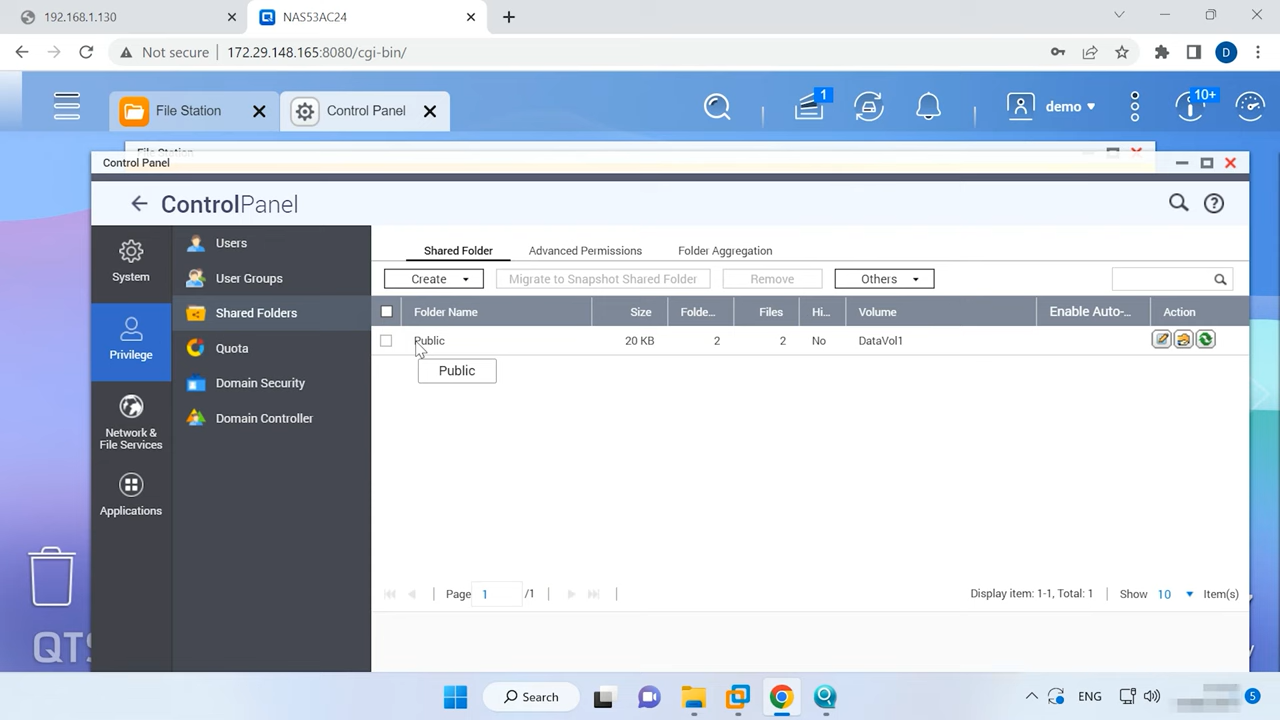 192.168.1.130
NAS53AC24
Not secure 172.29.148.165:8080/cgi-bin/
D
File Station
Control Panel
1
demo
10+
File Station
Control Panel
ControlPanel
System
Privilege
Network &
File Services
Applications
Users
User Groups
Shared Folders
Quota
Domain Security
Domain Controller
Shared Folder Advanced Permissions Folder Aggregation
Create Migrate to Snapshot Shared Folder Remove Others
Folder Name Size Folde... Files Hi... Volume Enable Auto-... Action
Public 20 KB 2 2 No DataVol1
Public
Page 1 /1 Display item: 1-1, Total: 1 Show 10 Item(s)
QTS
Search ENG 5